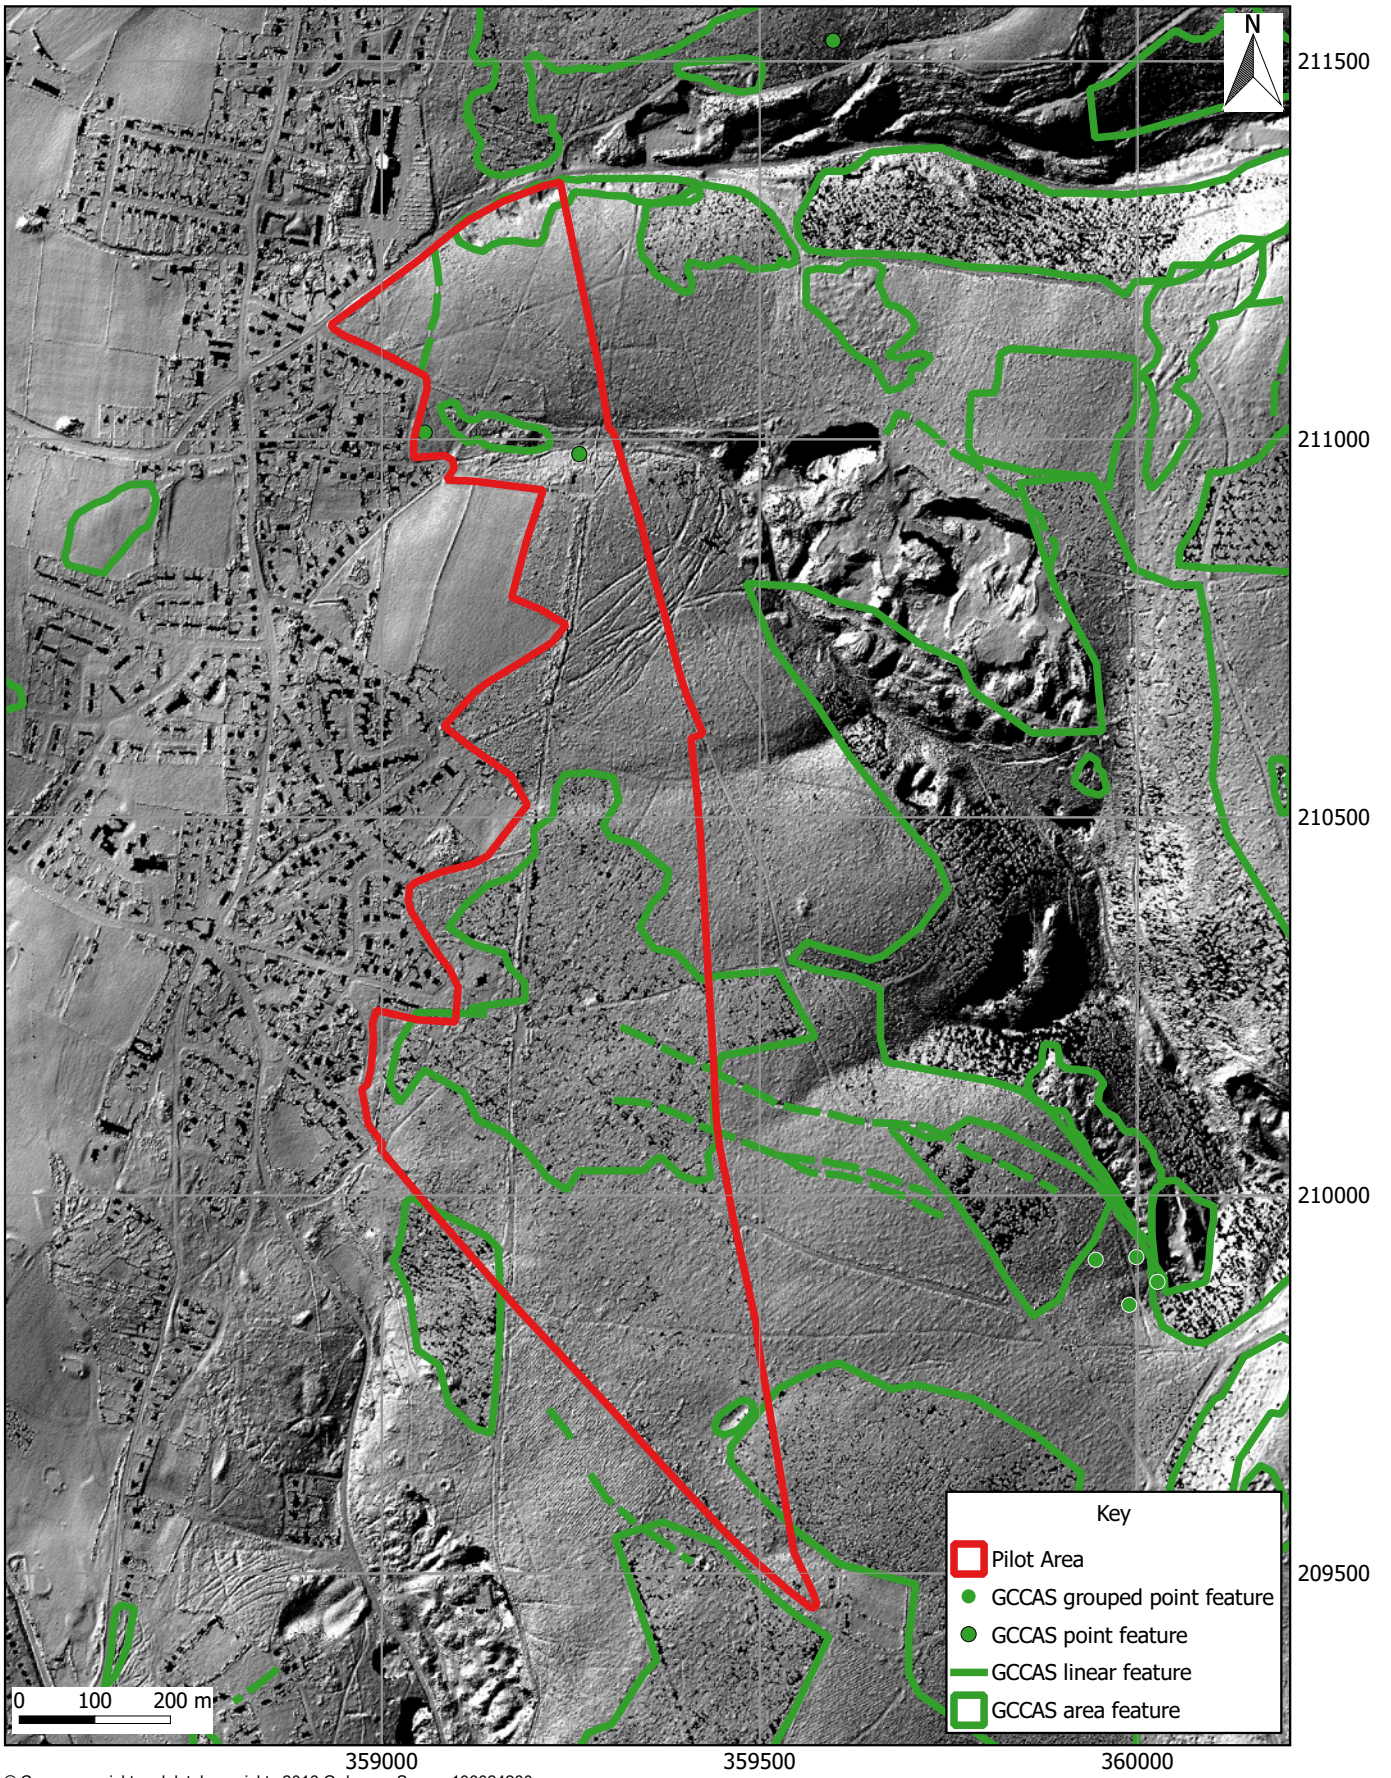 N
211500
211000
210500
210000
209500
Key
Pilot Area
GCCAS grouped point feature
GCCAS point feature
GCCAS linear feature
GCCAS area feature
0 100 200 m
359000 359500 360000